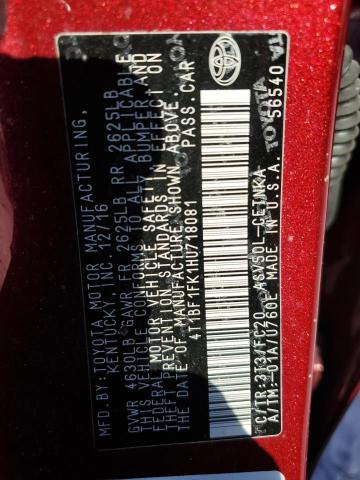 MFD.BY:TOYOTA MOTOR MANUFACTURING,
KENTUCKY, INC. 12/16
GVWR 4630LB GAWR FR 2625LB RR 2625LB
THIS VEHICLE CONFORMS TO ALL APPLICABLE
FEDERAL MOTOR VEHICLE SAFETY, BUMPER, AND
THEFT PREVENTION STANDARDS IN EFFECT ON
THE DATE OF MANUFACTURE SHOWN ABOVE.
4T1BF1FK1HU718081 PASS.CAR
C/TR:3T3/FC20 ASV50L-CETNKA
A/TM:-01A/U760E MADE IN U.S.A.
TOYOTA
56540